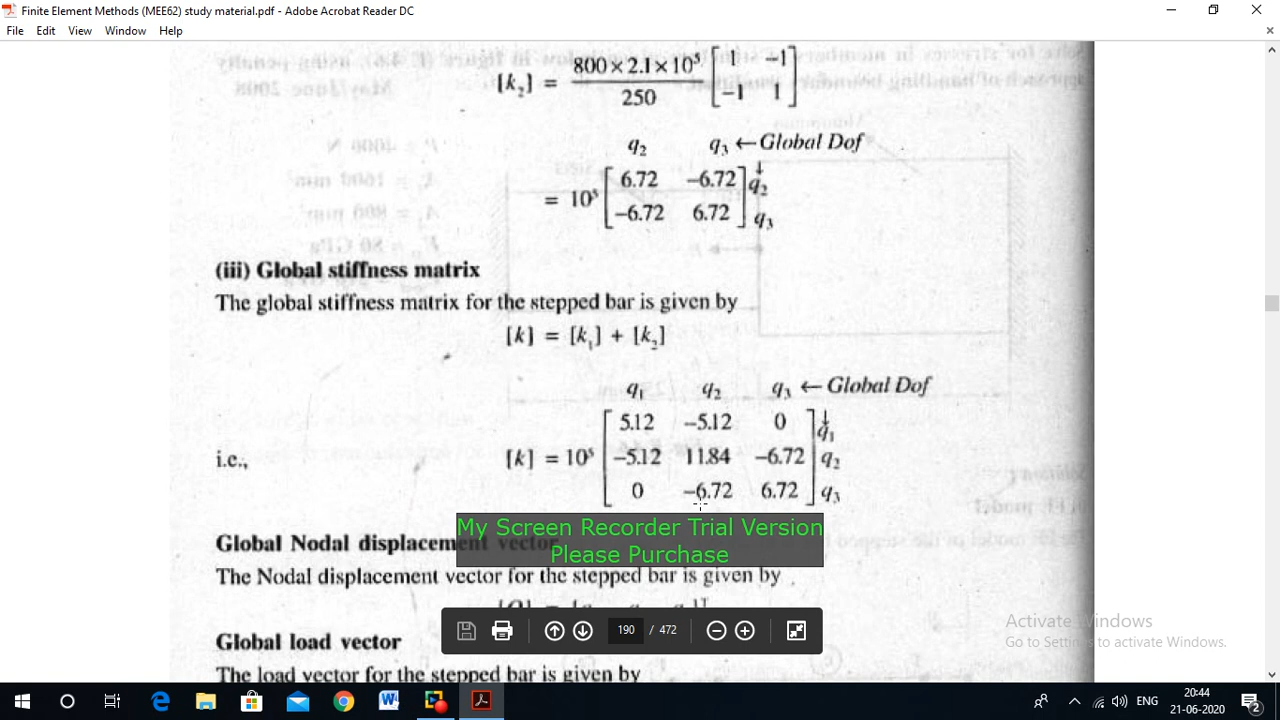 Finite Element Methods (MEE62) study material.pdf - Adobe Acrobat Reader DC
File Edit View Window Help
[k₂] = 800 × 2.1 × 10⁵ / 250 [1 −1
−1 1]
q₂ q₃ ← Global Dof
= 10⁵ [6.72 −6.72] ↓ q₂
[−6.72 6.72] q₃
(iii) Global stiffness matrix
The global stiffness matrix for the stepped bar is given by
[k] = [k₁] + [k₂]
q₁ q₂ q₃ ← Global Dof
[5.12 −5.12 0] ↓ q₁
i.e., [k] = 10⁵ [−5.12 11.84 −6.72] q₂
[0 −6.72 6.72] q₃
My Screen Recorder Trial Version
Please Purchase
Global Nodal displacement vector
The Nodal displacement vector for the stepped bar is given by
190 / 472
Global load vector
The load vector for the stepped bar is given by
Activate Windows
Go to Settings to activate Windows.
ENG
20:44
21-06-2020
2